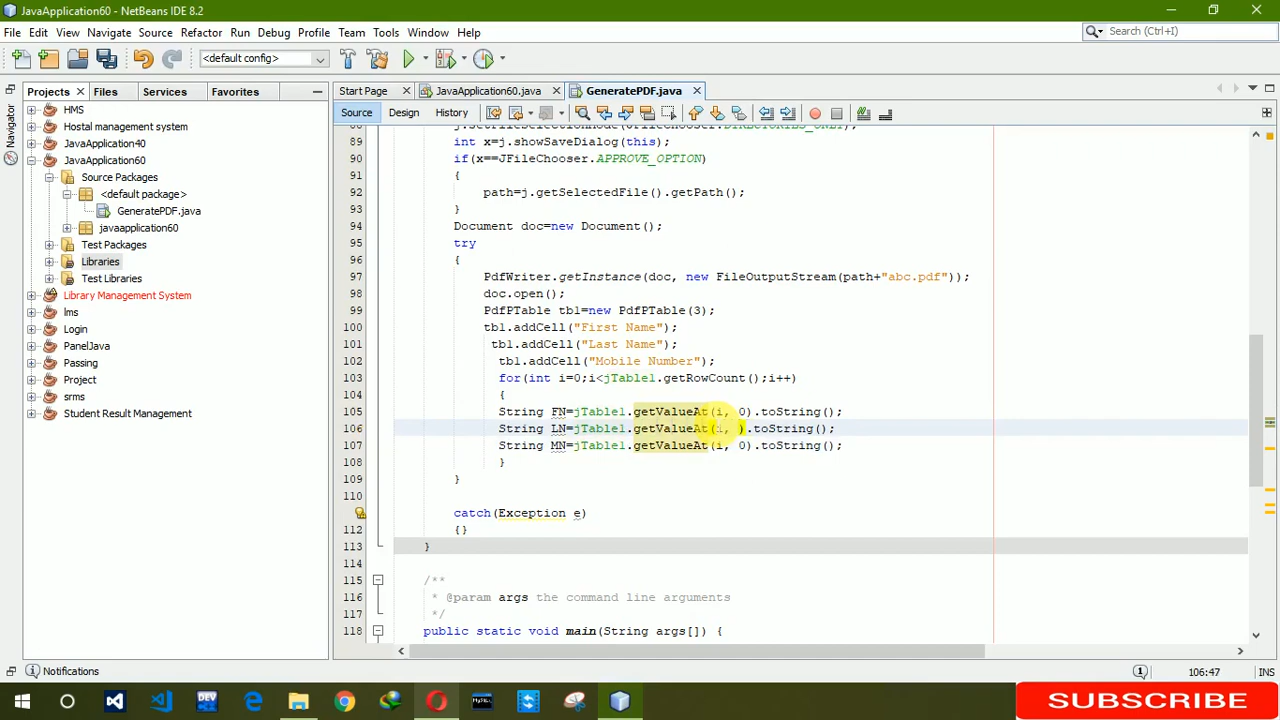 JavaApplication60 - NetBeans IDE 8.2
File Edit View Navigate Source Refactor Run Debug Profile Team Tools Window Help
Search (Ctrl+I)
<default config>
Projects Files Services Favorites
Start Page JavaApplication60.java GeneratePDF.java
Source Design History
Navigator
HMS
Hostal management system
JavaApplication40
JavaApplication60
Source Packages
<default package>
GeneratePDF.java
javaapplication60
Test Packages
Libraries
Test Libraries
Library Management System
lms
Login
PanelJava
Passing
Project
srms
Student Result Management
89 int x=j.showSaveDialog(this);
90 if(x==JFileChooser.APPROVE_OPTION)
91 {
92 path=j.getSelectedFile().getPath();
93 }
94 Document doc=new Document();
95 try
96 {
97 PdfWriter.getInstance(doc, new FileOutputStream(path+"abc.pdf"));
98 doc.open();
99 PdfPTable tbl=new PdfPTable(3);
100 tbl.addCell("First Name");
101 tbl.addCell("Last Name");
102 tbl.addCell("Mobile Number");
103 for(int i=0;i<jTable1.getRowCount();i++)
104 {
105 String FN=jTable1.getValueAt(i, 0).toString();
106 String LN=jTable1.getValueAt(i, ).toString();
107 String MN=jTable1.getValueAt(i, 0).toString();
108 }
109 }
110
catch(Exception e)
112 {}
113 }
114
115 /**
116 * @param args the command line arguments
117 */
118 public static void main(String args[]) {
Notifications
1
106:47
INS
SUBSCRIBE